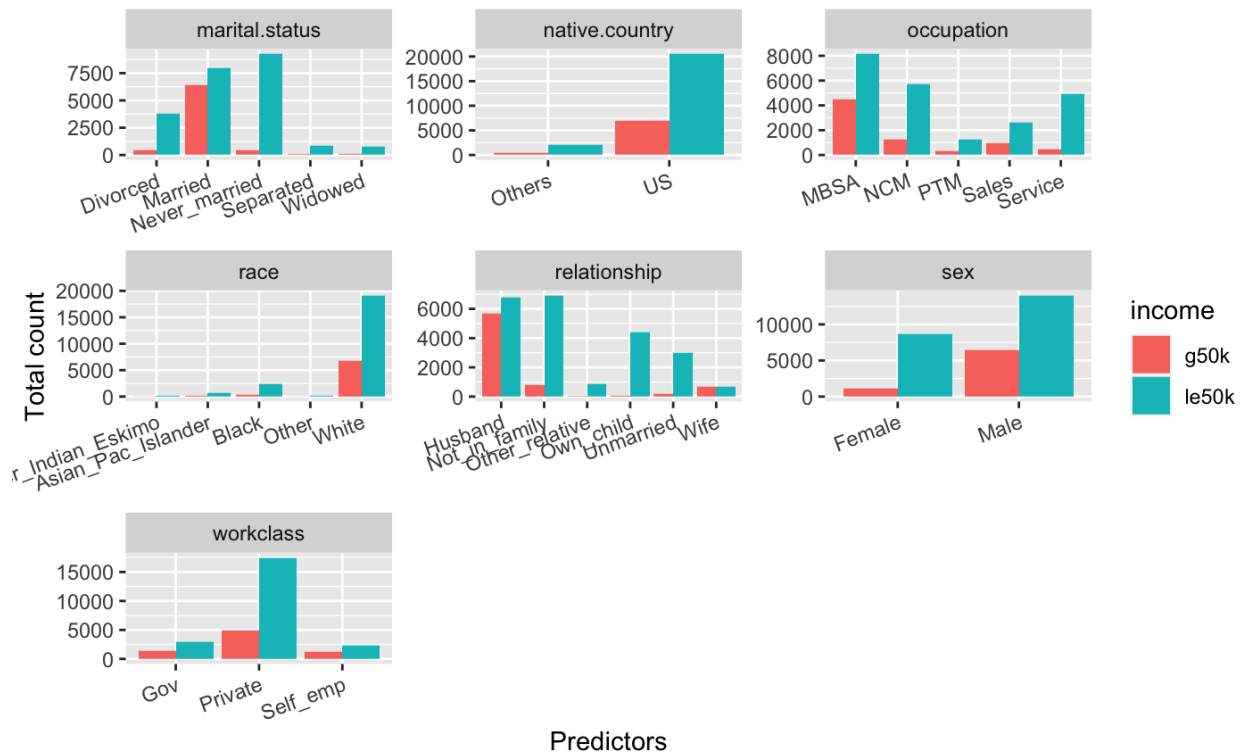 marital.status
7500
5000
2500
0
Divorced
Married
Never_married
Separated
Widowed
native.country
20000
15000
10000
5000
0
Others
US
occupation
8000
6000
4000
2000
0
MBSA
NCM
PTM
Sales
Service
Total count
race
20000
15000
10000
5000
0
r_Indian_Eskimo
Asian_Pac_Islander
Black
Other
White
relationship
6000
4000
2000
0
Husband
Not_in_family
Other_relative
Own_child
Unmarried
Wife
sex
10000
5000
0
Female
Male
income
g50k
le50k
workclass
15000
10000
5000
0
Gov
Private
Self_emp
Predictors